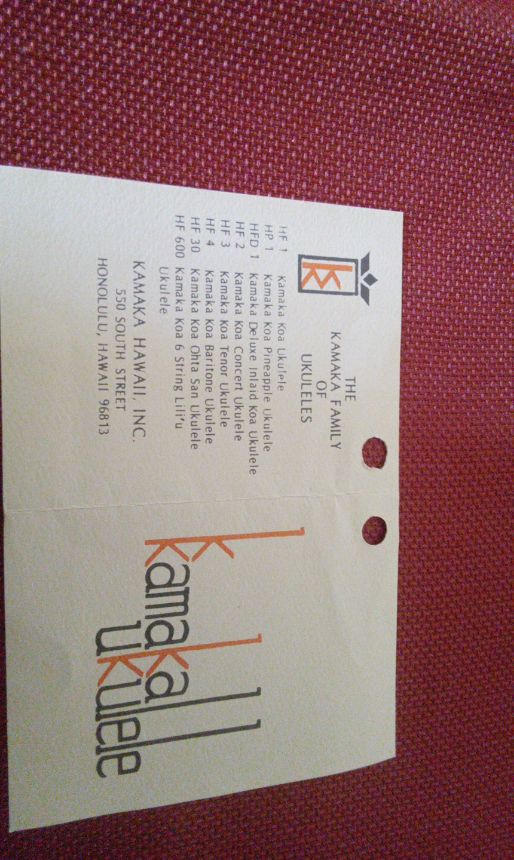 k
THE
KAMAKA FAMILY
OF
UKULELES
HF 1 Kamaka Koa Ukulele
HP 1 Kamaka Koa Pineapple Ukulele
HFD 1 Kamaka Deluxe Inlaid Koa Ukulele
HF 2 Kamaka Koa Concert Ukulele
HF 3 Kamaka Koa Tenor Ukulele
HF 4 Kamaka Koa Baritone Ukulele
HF 30 Kamaka Koa Ohta San Ukulele
HF 600 Kamaka Koa 6 String Lili'u
Ukulele
KAMAKA HAWAII, INC.
550 SOUTH STREET
HONOLULU, HAWAII 96813
kamaka
ukulele